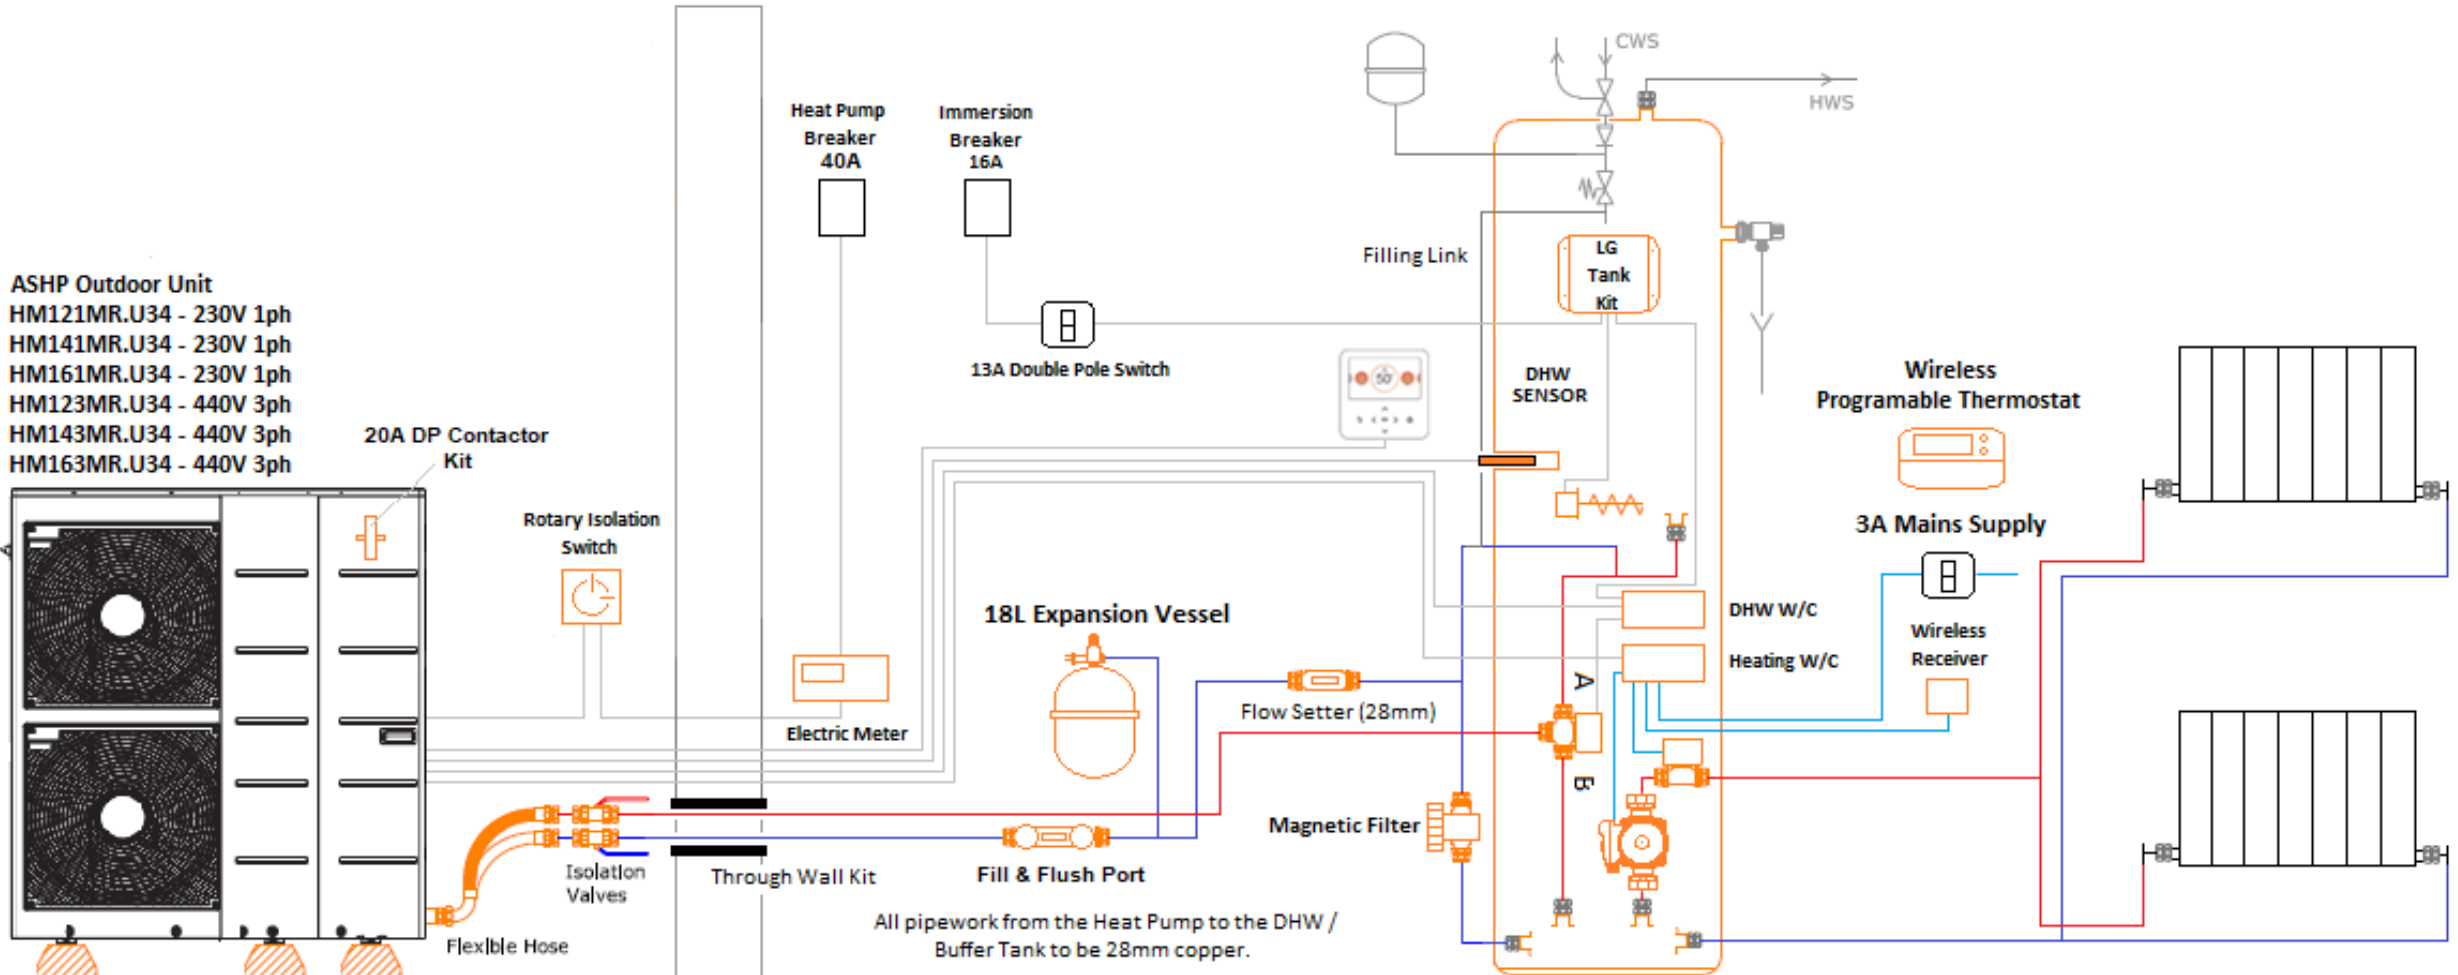 CWS
HWS
Heat Pump
Breaker
40A
Immersion
Breaker
16A
Filling Link
LG
Tank
Kit
ASHP Outdoor Unit
HM121MR.U34 - 230V 1ph
HM141MR.U34 - 230V 1ph
HM161MR.U34 - 230V 1ph
HM123MR.U34 - 440V 3ph
HM143MR.U34 - 440V 3ph
HM163MR.U34 - 440V 3ph
13A Double Pole Switch
50°
DHW
SENSOR
Wireless
Programable Thermostat
20A DP Contactor
Kit
Rotary Isolation
Switch
3A Mains Supply
18L Expansion Vessel
DHW W/C
Wireless
Receiver
Heating W/C
A
Flow Setter (28mm)
Electric Meter
Б
Magnetic Filter
Isolation
Valves
Through Wall Kit
Fill & Flush Port
All pipework from the Heat Pump to the DHW /
Buffer Tank to be 28mm copper.
Flexible Hose